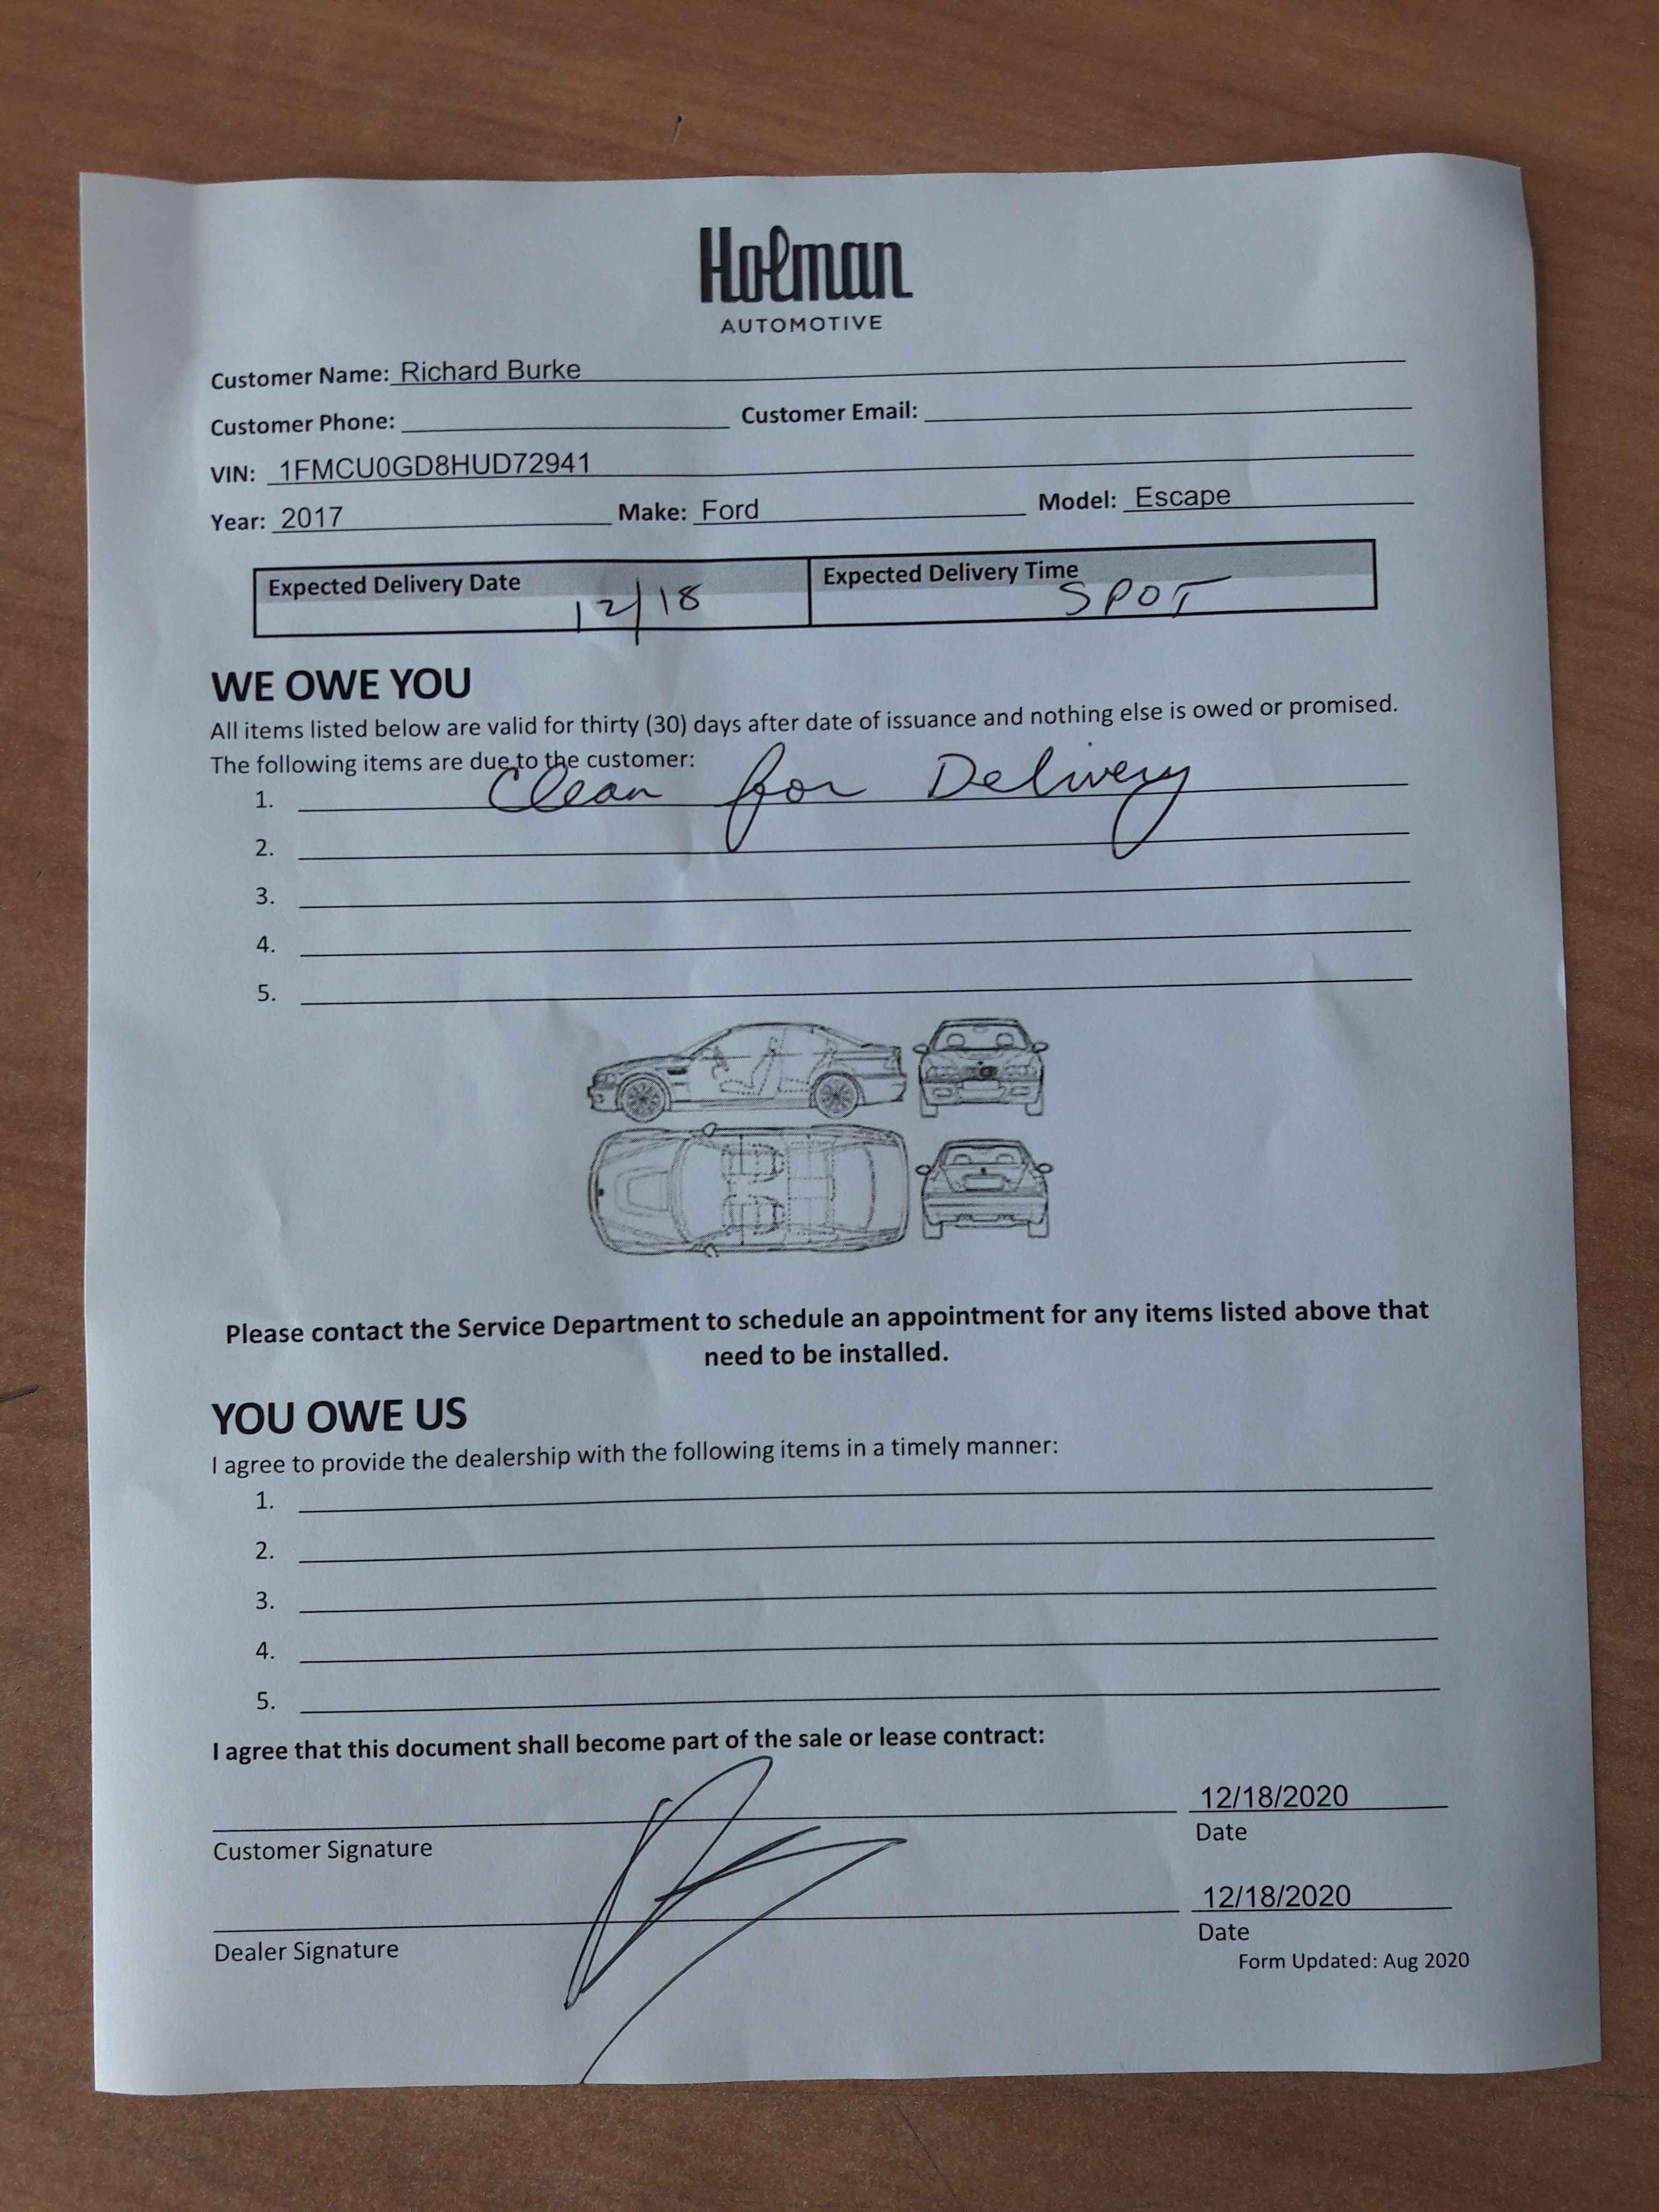 Holman
AUTOMOTIVE
Customer Name: Richard Burke
Customer Phone: Customer Email:
VIN: 1FMCU0GD8HUD72941
Year: 2017 Make: Ford Model: Escape
Expected Delivery Date Expected Delivery Time
12/18 SPOT
WE OWE YOU
All items listed below are valid for thirty (30) days after date of issuance and nothing else is owed or promised.
The following items are due to the customer:
1. Clean for Delivery
2.
3.
4.
5.
Please contact the Service Department to schedule an appointment for any items listed above that
need to be installed.
YOU OWE US
I agree to provide the dealership with the following items in a timely manner:
1.
2.
3.
4.
5.
I agree that this document shall become part of the sale or lease contract:
12/18/2020
Customer Signature Date
12/18/2020
Dealer Signature Date
Form Updated: Aug 2020